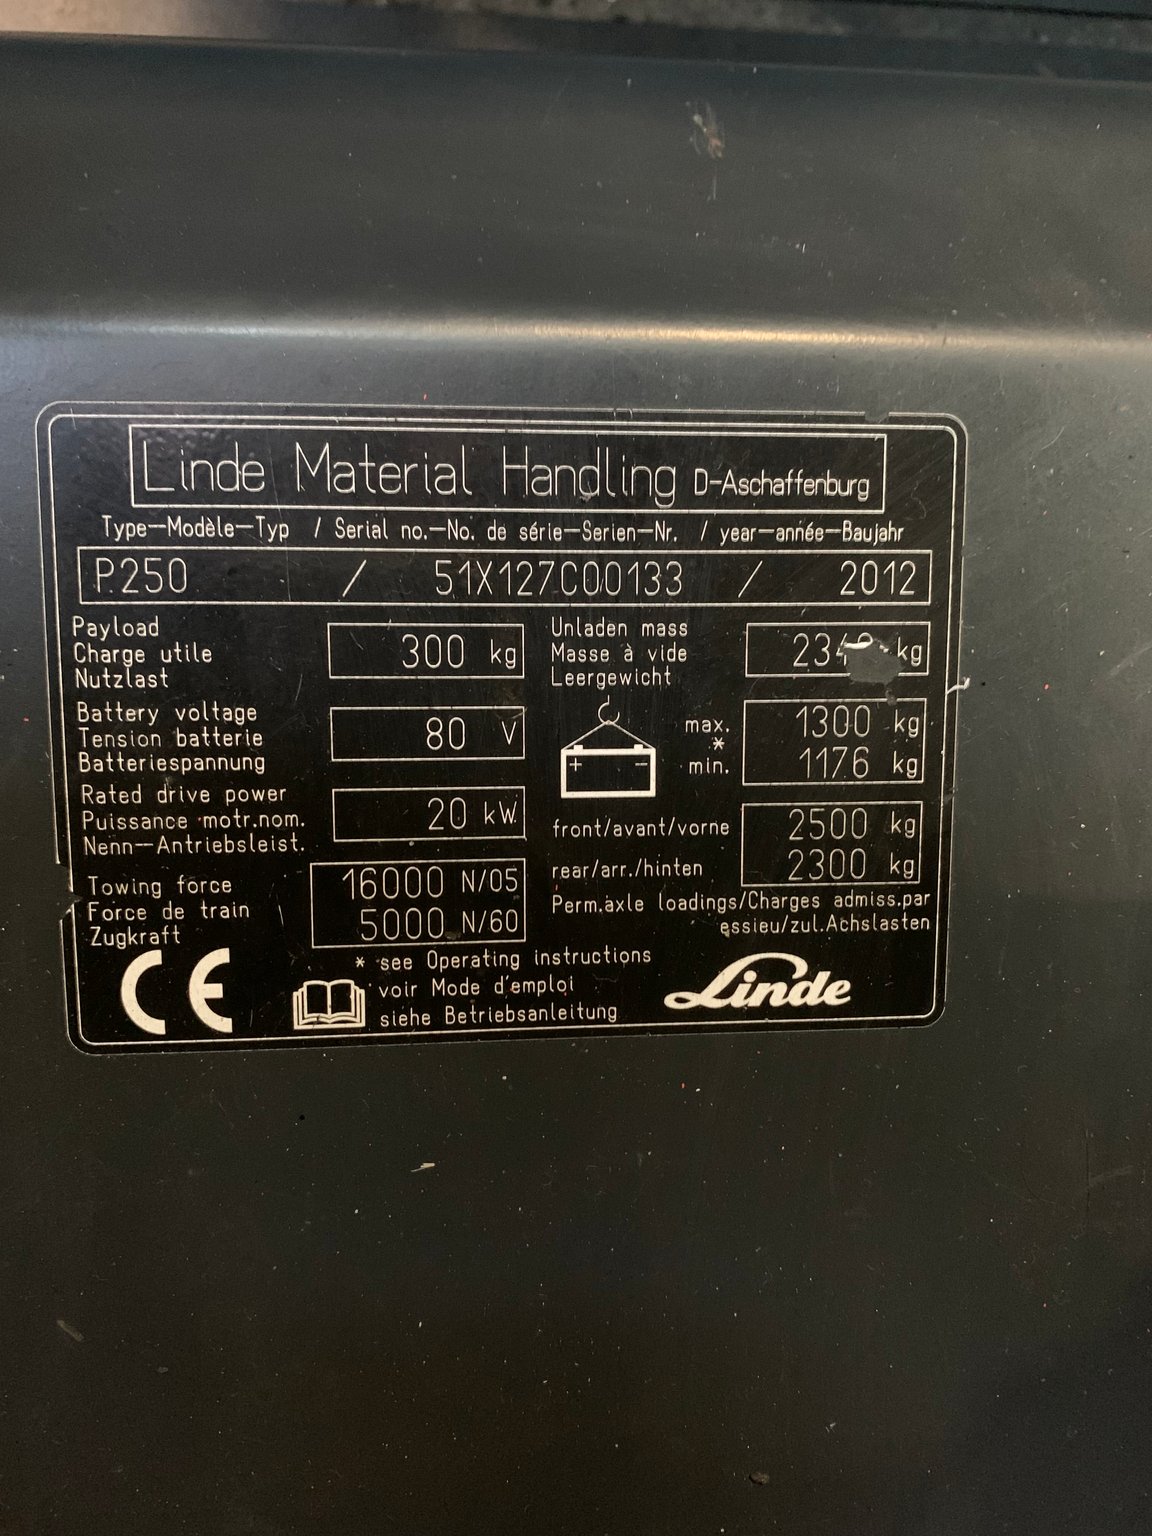 Linde Material Handling D-Aschaffenburg
Type-Modèle-Typ / Serial no.-No. de série-Serien-Nr. / year-année-Baujahr
P250 / 51X127C00133 / 2012
Payload
Charge utile
Nutzlast
300 kg
Unladen mass
Masse à vide
Leergewicht
kg
Battery voltage
Tension batterie
Batteriespannung
80 V
+ -
max. 1300 kg
*
min. 1176 kg
Rated drive power
Puissance motr.nom.
Nenn-Antriebsleist.
20 kW
front/avant/vorne 2500 kg
rear/arr./hinten 2300 kg
Perm.axle loadings/Charges admiss.par
essieu/zul.Achslasten
Towing force
Force de train
Zugkraft
16000 N/05
5000 N/60
CE
* see Operating instructions
voir Mode d'emploi
siehe Betriebsanleitung
Linde